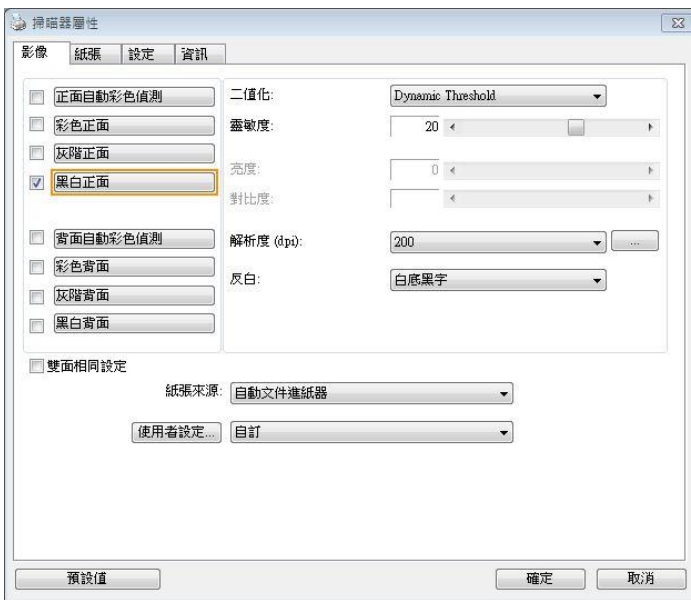 掃瞄器屬性
影像 紙張 設定 資訊
正面自動彩色偵測
彩色正面
灰階正面
黑白正面
背面自動彩色偵測
彩色背面
灰階背面
黑白背面
二值化: Dynamic Threshold
靈敏度: 20
亮度: 0
對比度:
解析度 (dpi): 200 ...
反白: 白底黑字
雙面相同設定
紙張來源: 自動文件進紙器
使用者設定... 自訂
預設值 確定 取消